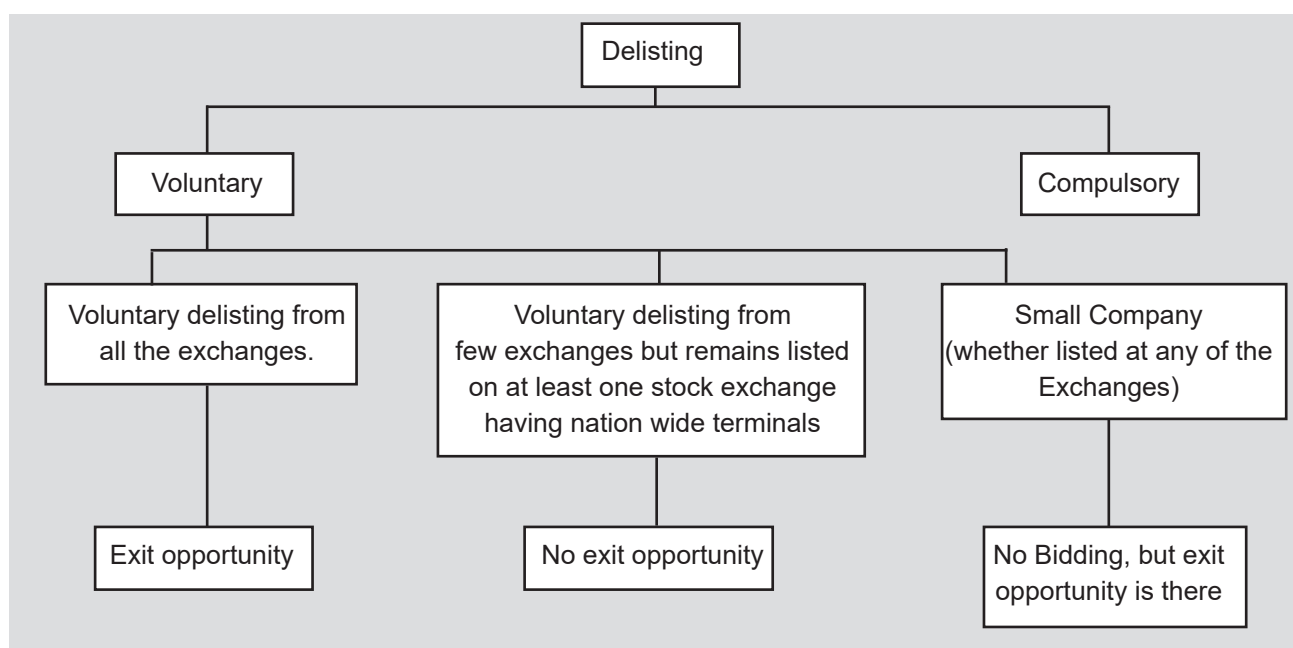 Delisting
Voluntary
Compulsory
Voluntary delisting from
all the exchanges.
Voluntary delisting from
few exchanges but remains listed
on at least one stock exchange
having nation wide terminals
Small Company
(whether listed at any of the
Exchanges)
Exit opportunity
No exit opportunity
No Bidding, but exit
opportunity is there